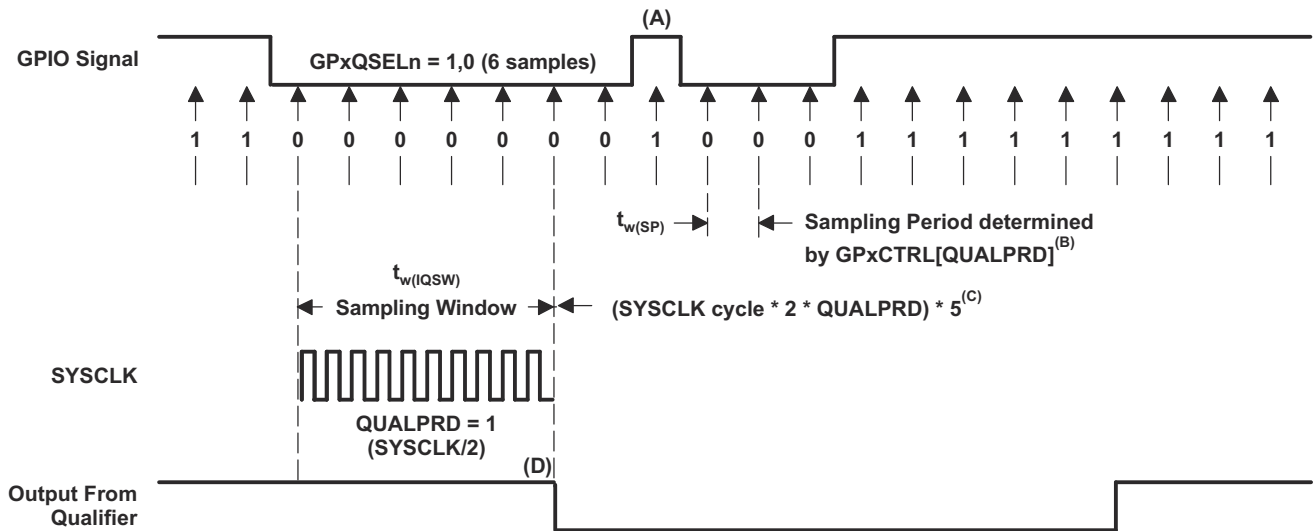 (A)
GPIO Signal
GPxQSELn = 1,0 (6 samples)
1 1 0 0 0 0 0 0 0 1 0 0 0 1 1 1 1 1 1 1 1 1
tw(SP)
Sampling Period determined
by GPxCTRL[QUALPRD](B)
tw(IQSW)
Sampling Window
(SYSCLK cycle * 2 * QUALPRD) * 5(C)
SYSCLK
QUALPRD = 1
(SYSCLK/2)
(D)
Output From
Qualifier